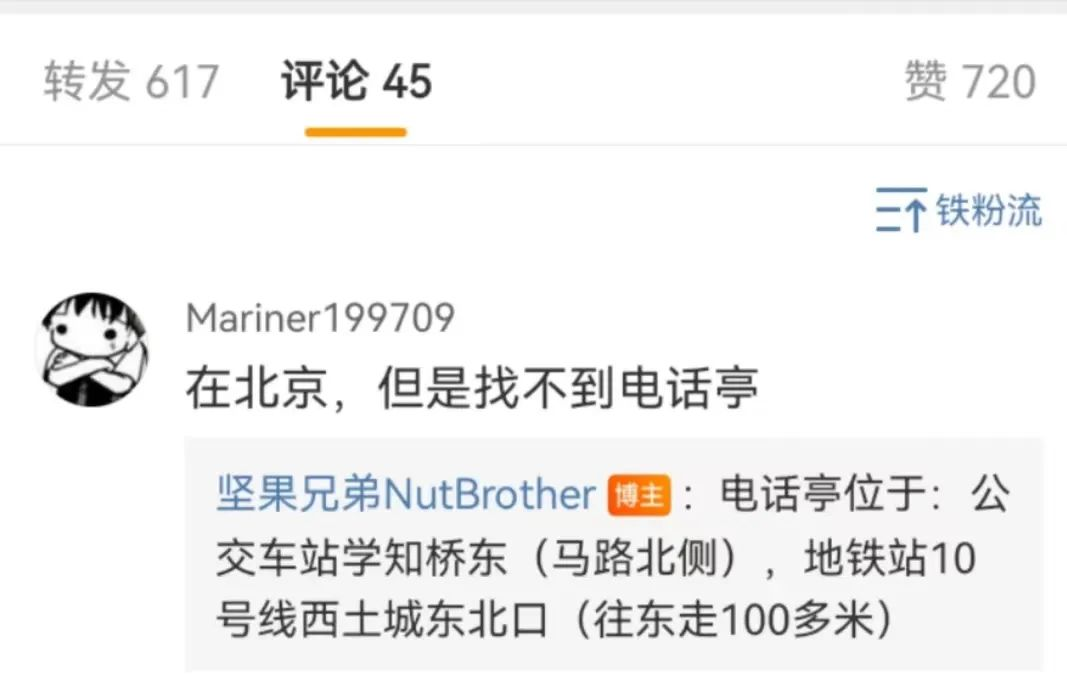 转发 617 评论 45 赞 720
铁粉流
Mariner199709
在北京，但是找不到电话亭
坚果兄弟NutBrother 博主：电话亭位于：公
交车站学知桥东（马路北侧），地铁站10
号线西土城东北口（往东走100多米）